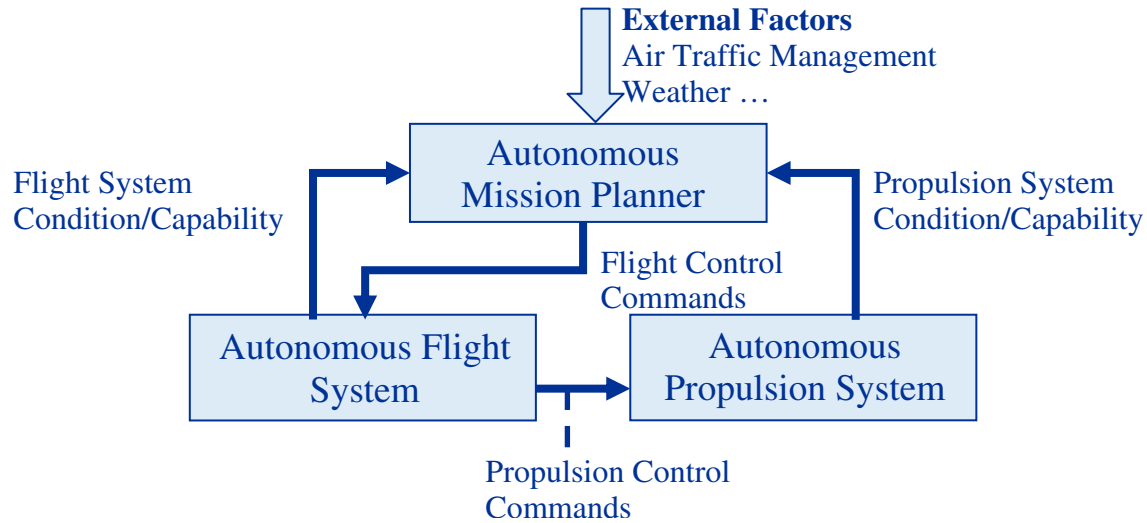 External Factors
Air Traffic Management
Weather …
Autonomous
Mission Planner
Flight System
Condition/Capability
Propulsion System
Condition/Capability
Flight Control
Commands
Autonomous Flight
System
Autonomous
Propulsion System
Propulsion Control
Commands